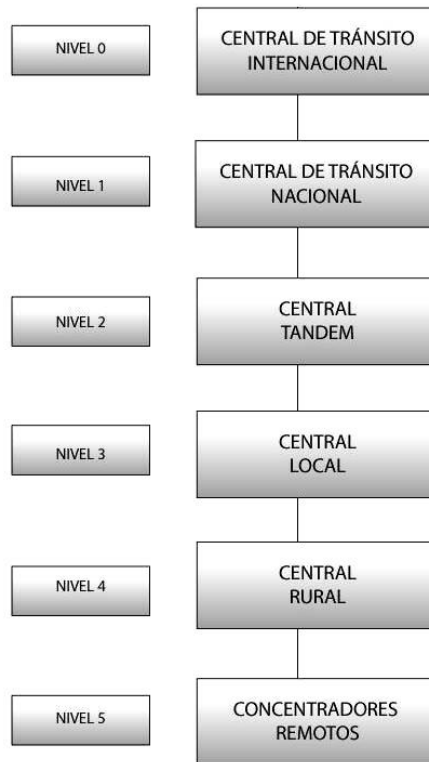 NIVEL 0
CENTRAL DE TRÁNSITO
INTERNACIONAL
NIVEL 1
CENTRAL DE TRÁNSITO
NACIONAL
NIVEL 2
CENTRAL
TANDEM
NIVEL 3
CENTRAL
LOCAL
NIVEL 4
CENTRAL
RURAL
NIVEL 5
CONCENTRADORES
REMOTOS